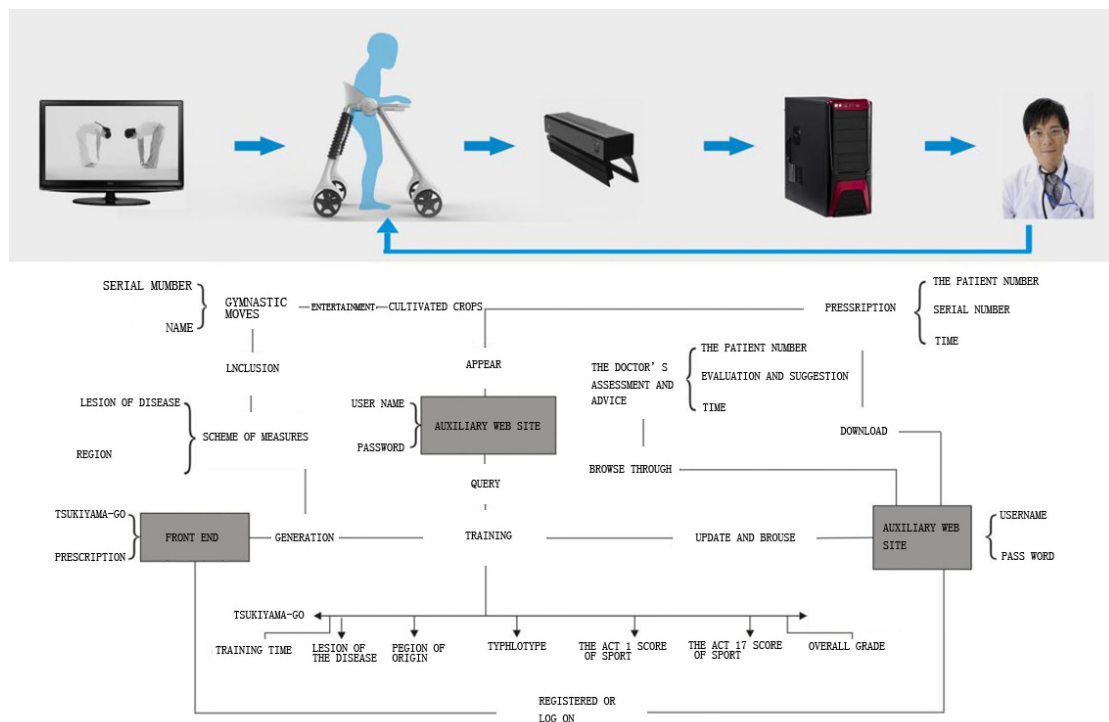 SERIAL MUMBER
NAME
GYMNASTIC
MOVES
ENTERTAINMENT
CULTIVATED CROPS
PRESSRIPTION
THE PATIENT NUMBER
SERIAL NUMBER
TIME
LNCLUSION
APPEAR
THE DOCTOR'S
ASSESSMENT AND
ADVICE
THE PATIENT NUMBER
EVALUATION AND SUGGESTION
TIME
LESION OF DISEASE
REGION
SCHEME OF MEASURES
USER NAME
PASSWORD
AUXILIARY WEB SITE
DOWNLOAD
BROWSE THROUGH
QUERY
TSUKIYAMA-GO
PRESCRIPTION
FRONT END
GENERATION
TRAINING
UPDATE AND BROUSE
AUXILIARY WEB
SITE
USERNAME
PASS WORD
TSUKIYAMA-GO
TRAINING TIME
LESION OF
THE DISEASE
PEGION OF
ORIGIN
TYPHLOTYPE
THE ACT 1 SCORE
OF SPORT
THE ACT 17 SCORE
OF SPORT
OVERALL GRADE
REGISTERED OR
LOG ON